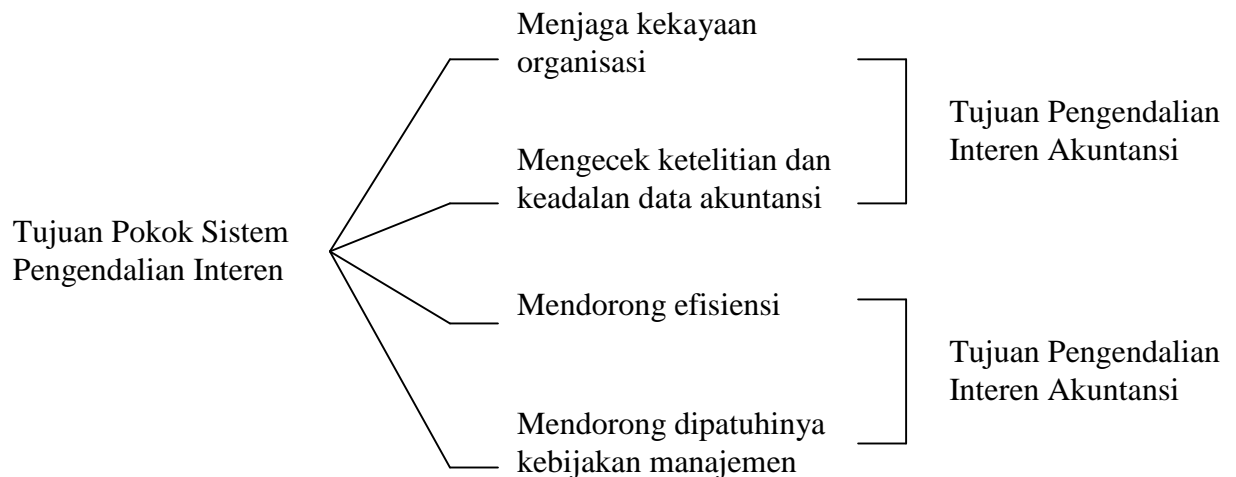 Menjaga kekayaan
organisasi
Tujuan Pengendalian
Interen Akuntansi
Mengecek ketelitian dan
keadalan data akuntansi
Tujuan Pokok Sistem
Pengendalian Interen
Mendorong efisiensi
Tujuan Pengendalian
Interen Akuntansi
Mendorong dipatuhinya
kebijakan manajemen